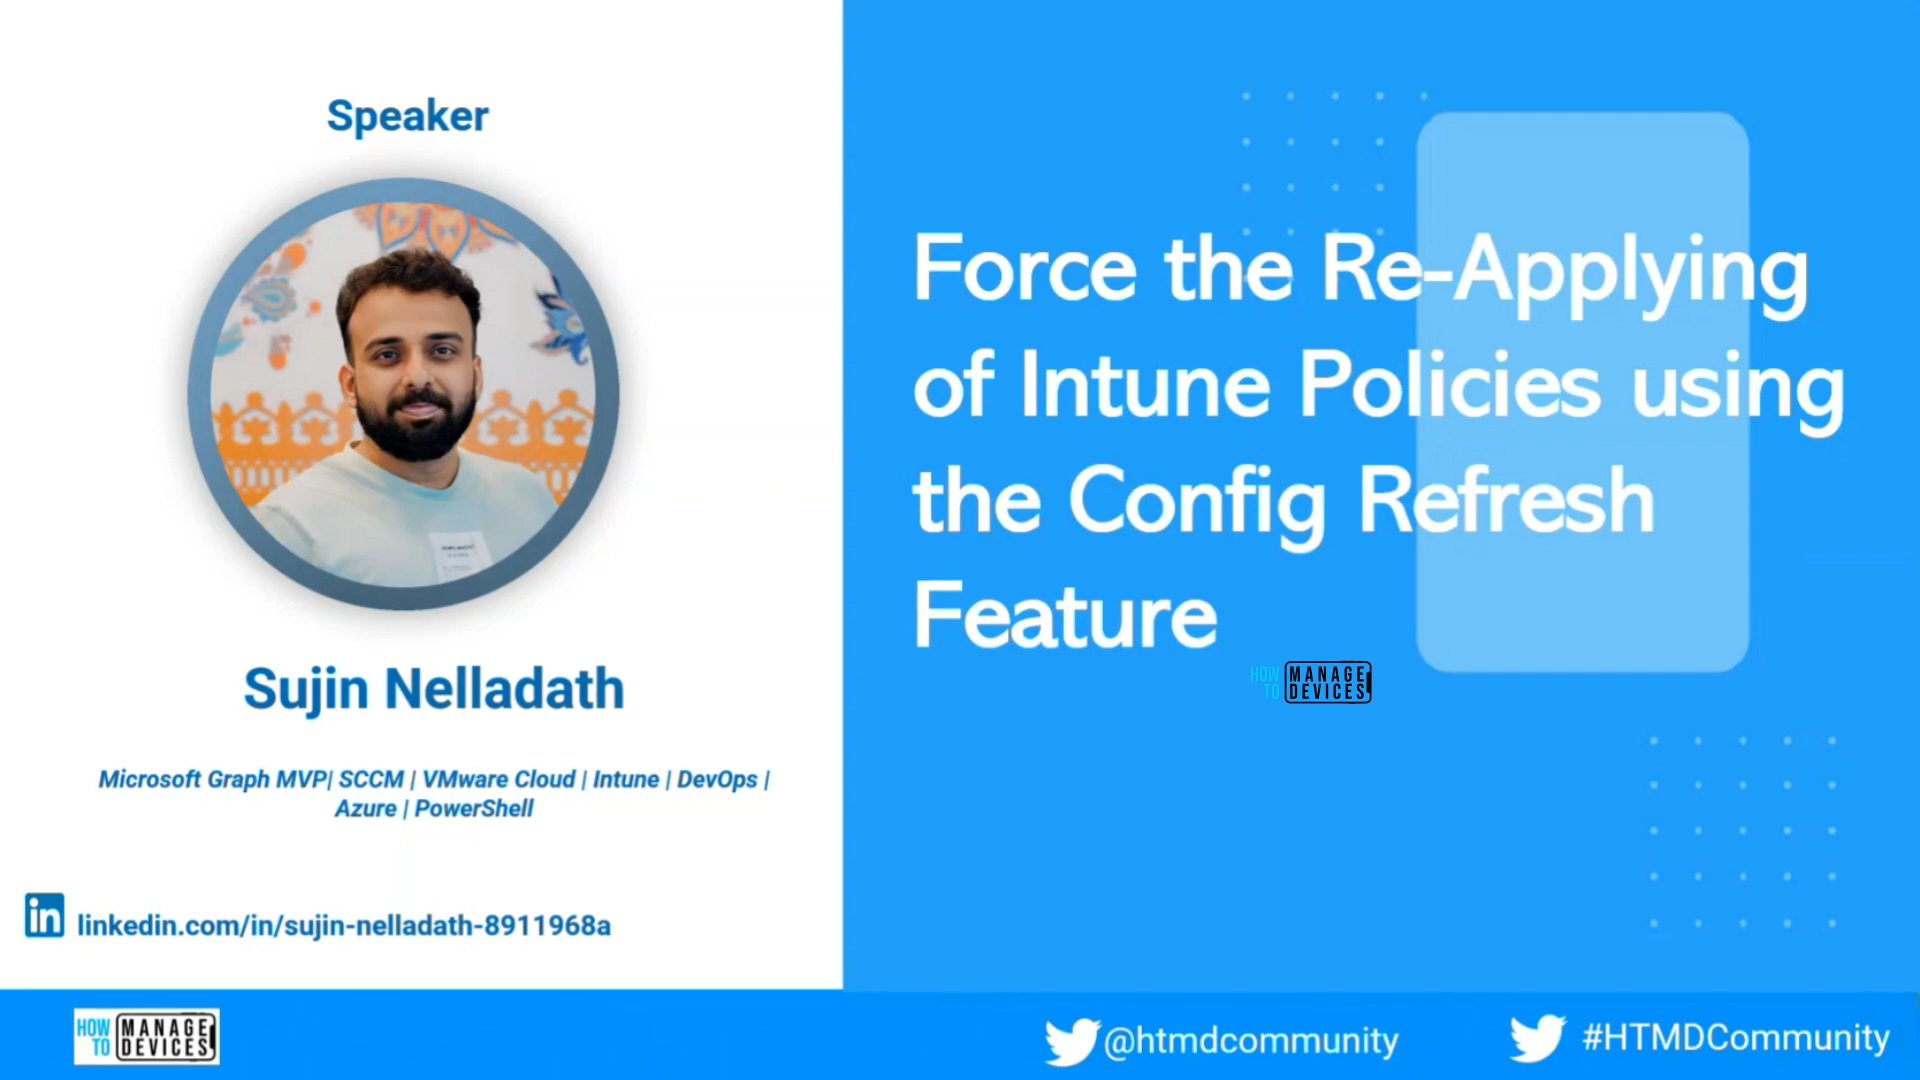 Speaker
Sujin Nelladath
Microsoft Graph MVP| SCCM | VMware Cloud | Intune | DevOps |
Azure | PowerShell
in linkedin.com/in/sujin-nelladath-8911968a
Force the Re-Applying
of Intune Policies using
the Config Refresh
Feature
HOW TO MANAGE DEVICES
HOW TO MANAGE DEVICES
@htmdcommunity
#HTMDCommunity